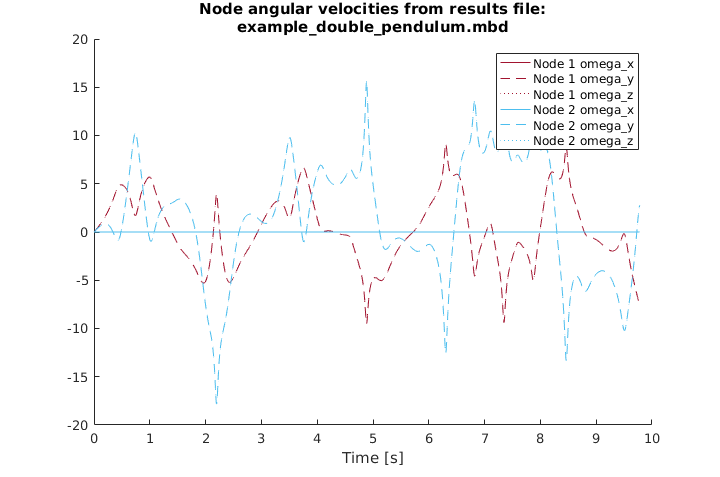 Node angular velocities from results file:
example_double_pendulum.mbd
20
15
10
5
0
-5
-10
-15
-20
Node 1 omega_x
Node 1 omega_y
Node 1 omega_z
Node 2 omega_x
Node 2 omega_y
Node 2 omega_z
0 1 2 3 4 5 6 7 8 9 10
Time [s]